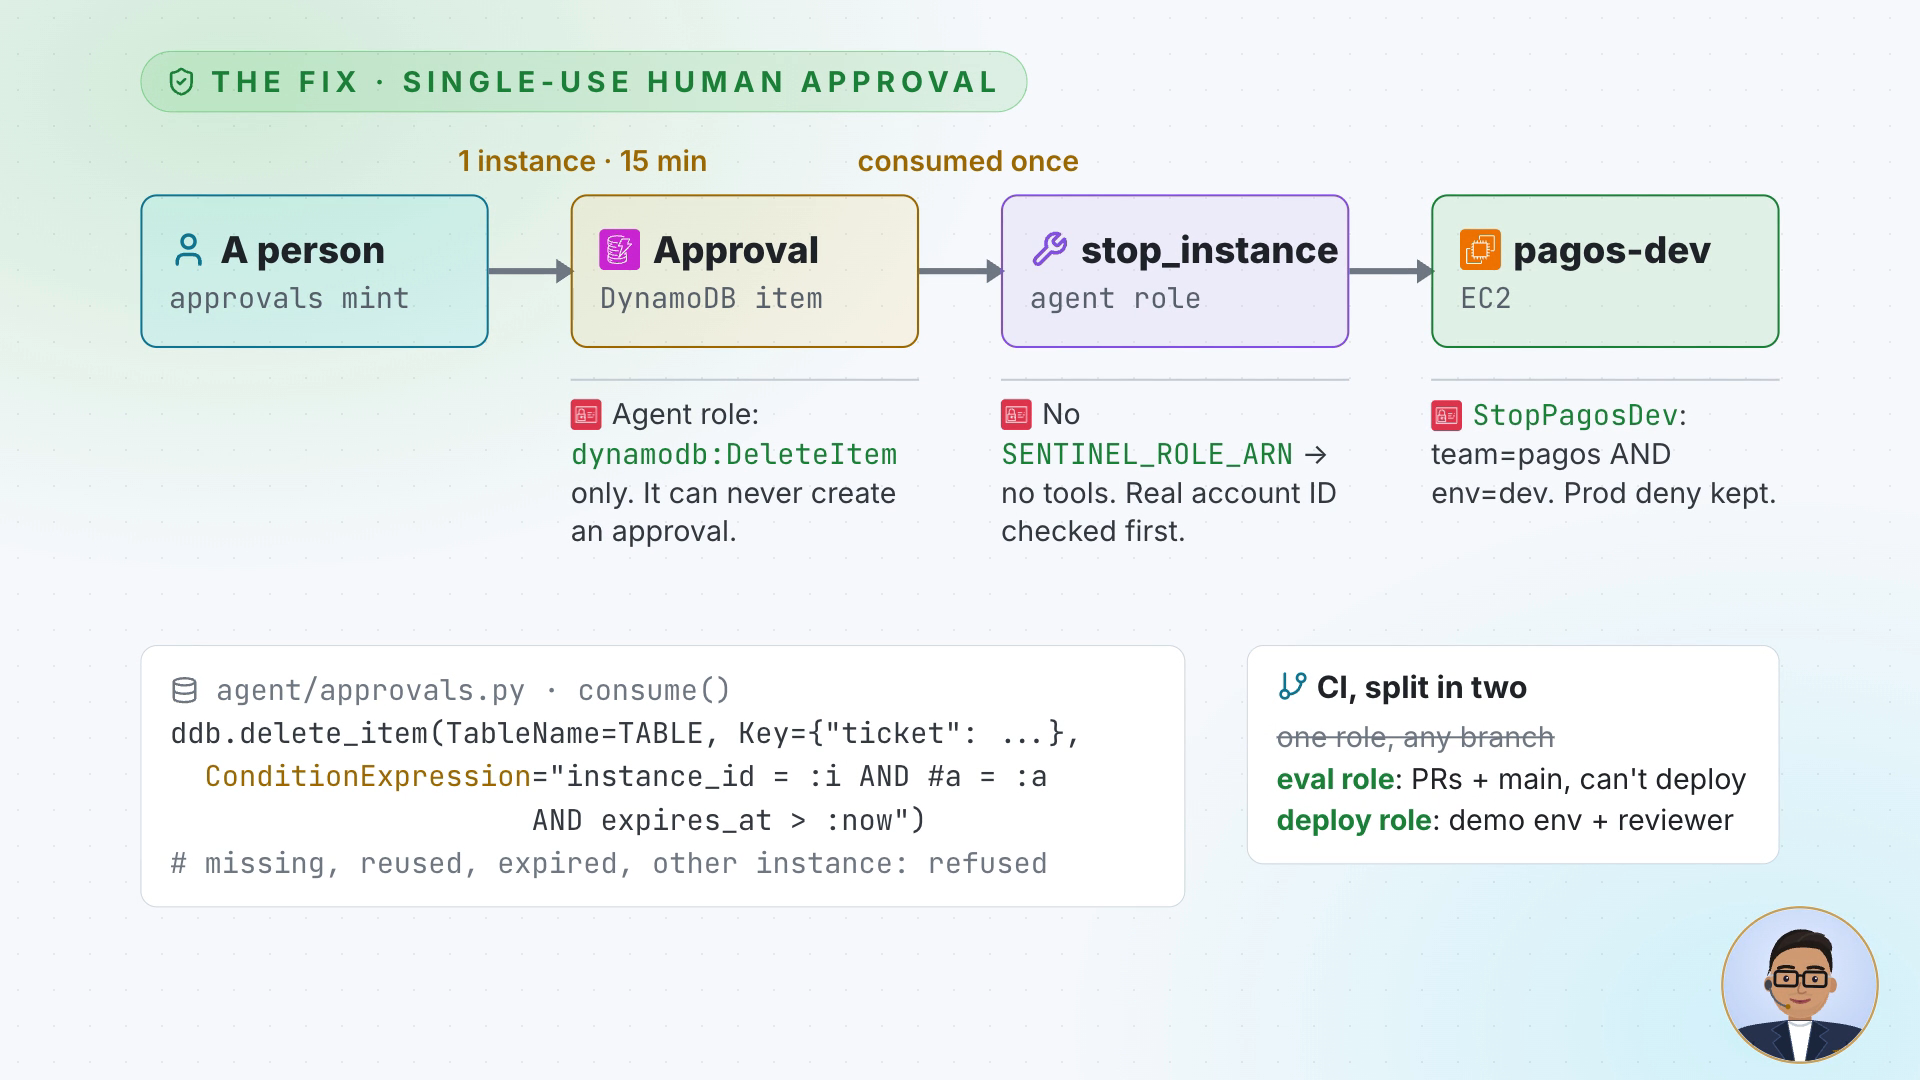 THE FIX · SINGLE-USE HUMAN APPROVAL
1 instance · 15 min
consumed once
A person
approvals mint
Approval
DynamoDB item
stop_instance
agent role
pagos-dev
EC2
Agent role:
dynamodb:DeleteItem
only. It can never create
an approval.
No
SENTINEL_ROLE_ARN →
no tools. Real account ID
checked first.
StopPagosDev:
team=pagos AND
env=dev. Prod deny kept.
agent/approvals.py · consume()
ddb.delete_item(TableName=TABLE, Key={"ticket": ...},
ConditionExpression="instance_id = :i AND #a = :a
AND expires_at > :now")
# missing, reused, expired, other instance: refused
CI, split in two
one role, any branch
eval role: PRs + main, can't deploy
deploy role: demo env + reviewer